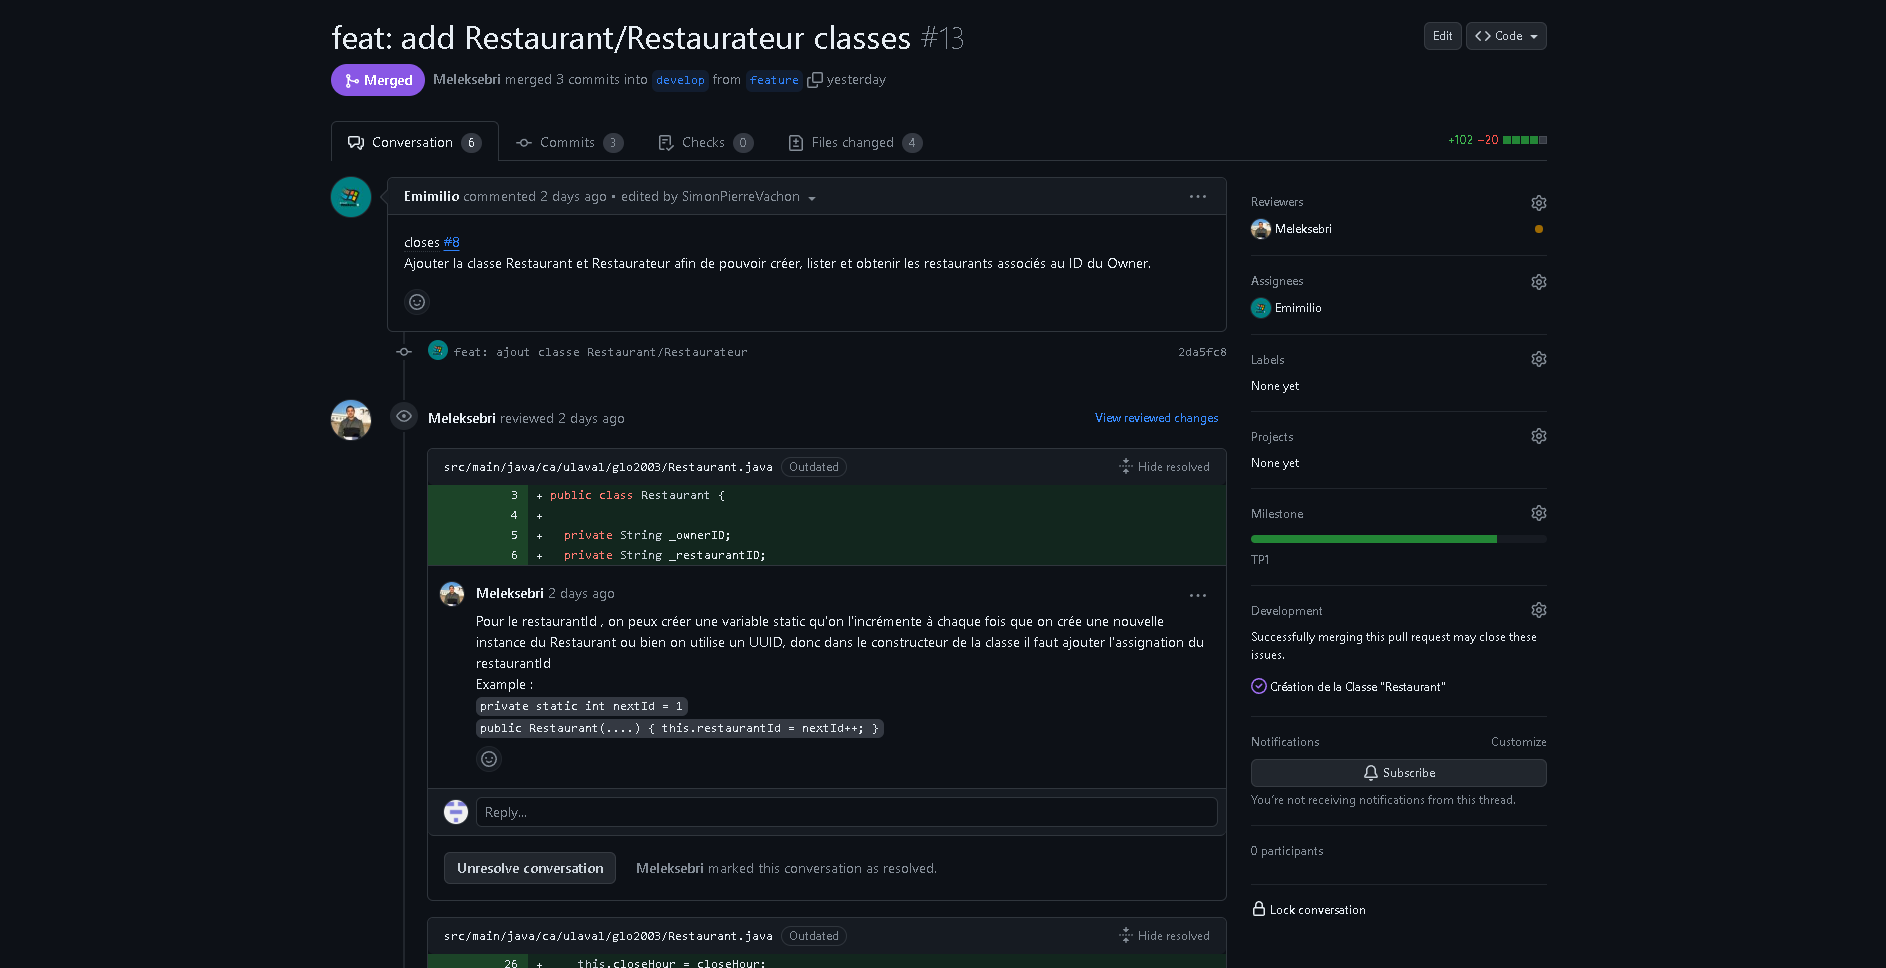 feat: add Restaurant/Restaurateur classes #13
Edit
Code
Merged
Meleksebri merged 3 commits into develop from feature yesterday
Conversation 6
Commits 3
Checks 0
Files changed 4
+102 −20
Emimilio commented 2 days ago • edited by SimonPierreVachon
closes #8
Ajouter la classe Restaurant et Restaurateur afin de pouvoir créer, lister et obtenir les restaurants associés au ID du Owner.
feat: ajout classe Restaurant/Restaurateur
2da5fc8
Meleksebri reviewed 2 days ago
View reviewed changes
src/main/java/ca/ulaval/glo2003/Restaurant.java Outdated
Hide resolved
3 + public class Restaurant {
4 +
5 + private String _ownerID;
6 + private String _restaurantID;
Meleksebri 2 days ago
Pour le restaurantId , on peux créer une variable static qu'on l'incrémente à chaque fois que on crée une nouvelle
instance du Restaurant ou bien on utilise un UUID, donc dans le constructeur de la classe il faut ajouter l'assignation du
restaurantId
Example :
private static int nextId = 1
public Restaurant(....) { this.restaurantId = nextId++; }
Reply...
Unresolve conversation
Meleksebri marked this conversation as resolved.
src/main/java/ca/ulaval/glo2003/Restaurant.java Outdated
Hide resolved
26 + this.closeHour = closeHour;
Reviewers
Meleksebri
Assignees
Emimilio
Labels
None yet
Projects
None yet
Milestone
TP1
Development
Successfully merging this pull request may close these
issues.
Création de la Classe "Restaurant"
Notifications
Customize
Subscribe
You're not receiving notifications from this thread.
0 participants
Lock conversation